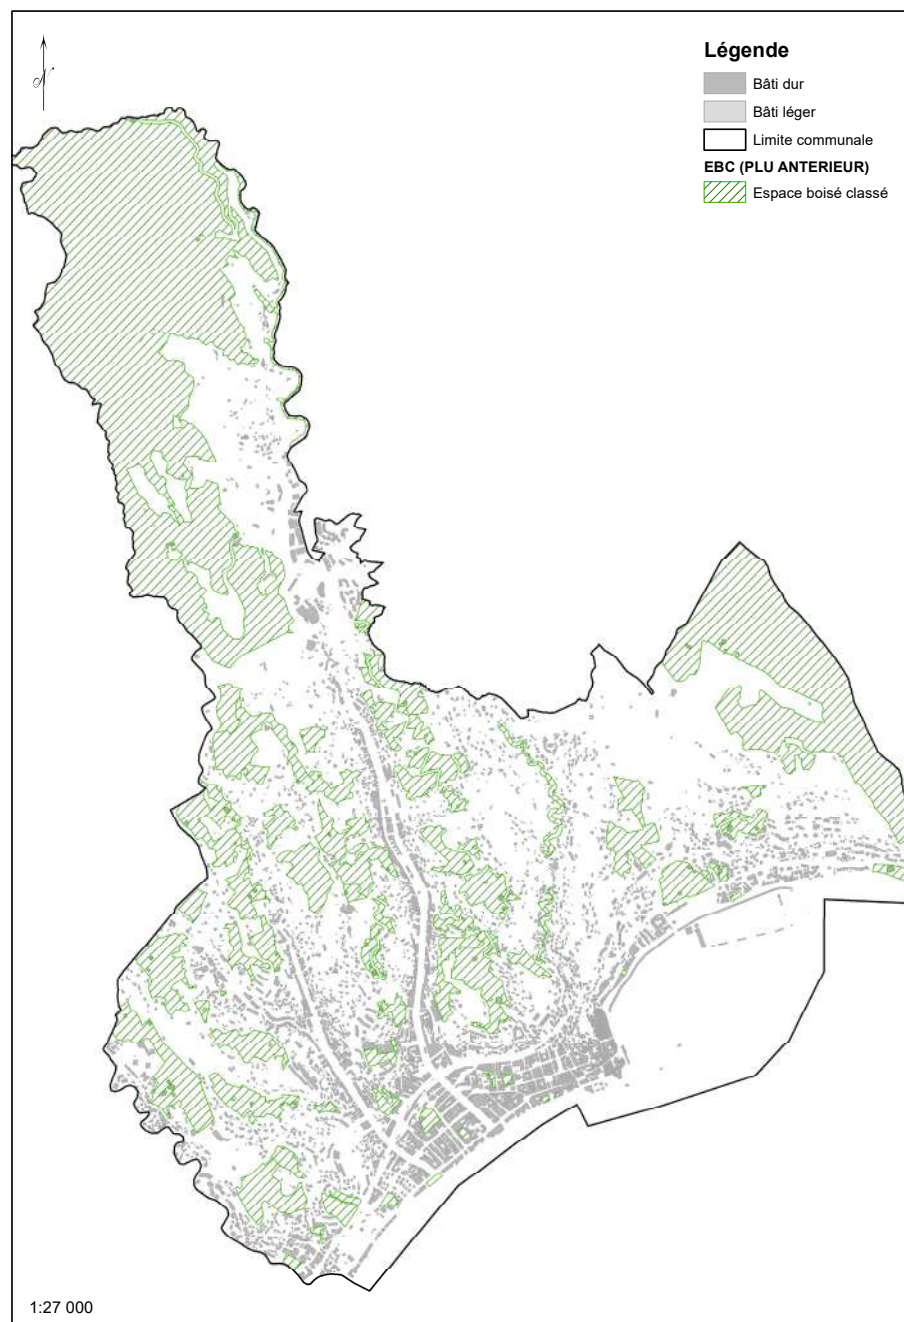 N
Légende
Bâti dur
Bâti léger
Limite communale
EBC (PLU ANTERIEUR)
Espace boisé classé
1:27 000